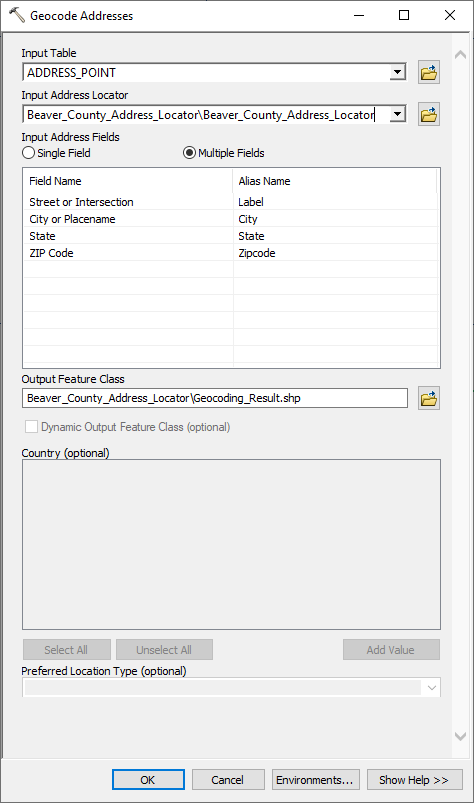 Geocode Addresses
Input Table
ADDRESS_POINT
Input Address Locator
Beaver_County_Address_Locator\Beaver_County_Address_Locator
Input Address Fields
Single Field Multiple Fields
Field Name Alias Name
Street or Intersection Label
City or Placename City
State State
ZIP Code Zipcode
Output Feature Class
Beaver_County_Address_Locator\Geocoding_Result.shp
Dynamic Output Feature Class (optional)
Country (optional)
Select All Unselect All Add Value
Preferred Location Type (optional)
OK Cancel Environments... Show Help >>